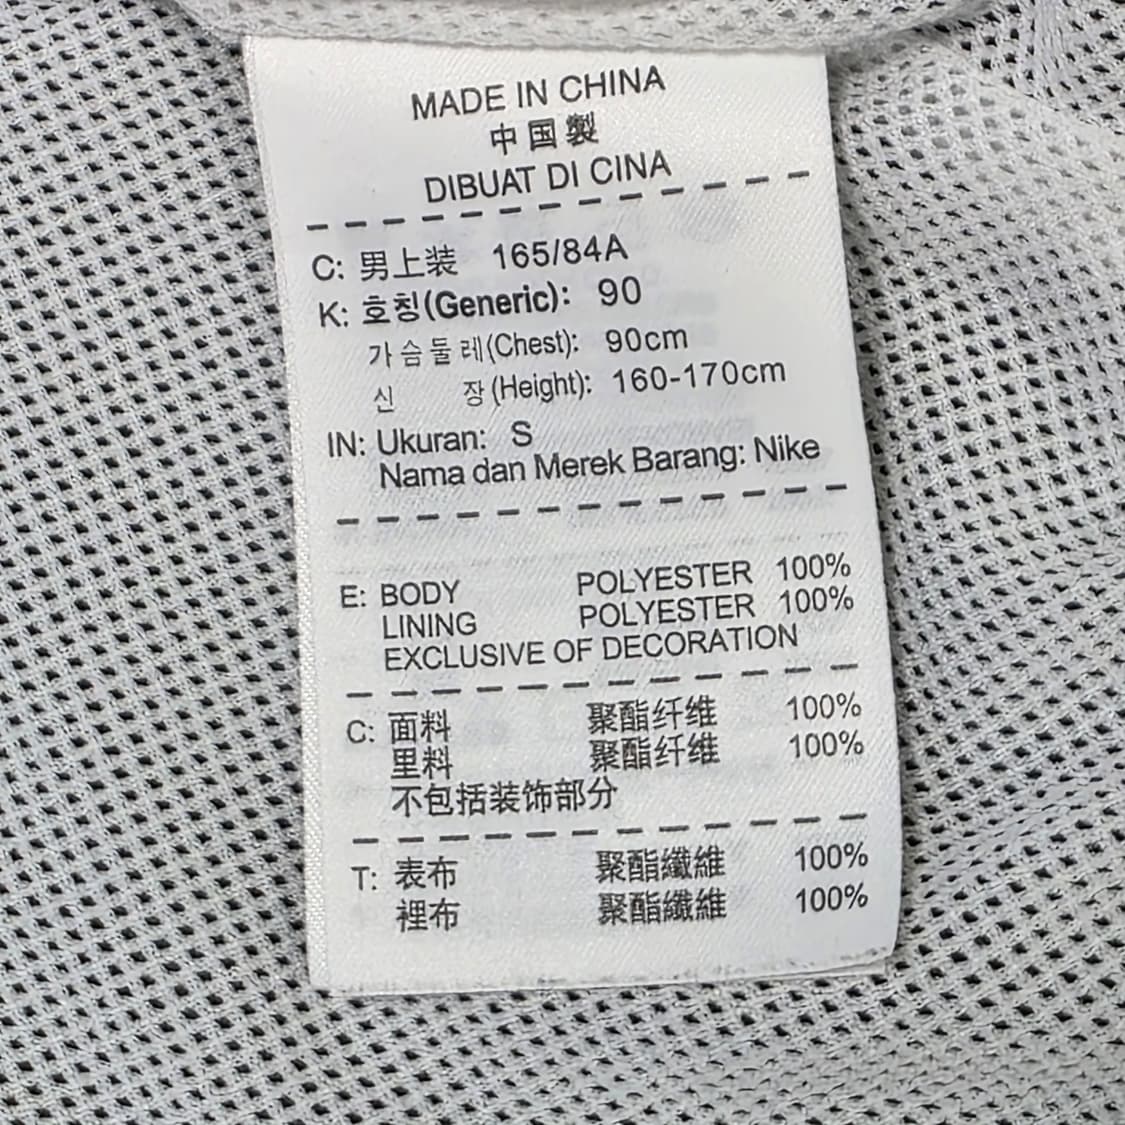 MADE IN CHINA
中国製
DIBUAT DI CINA
C: 男上装 165/84A
K: 호칭(Generic): 90
가슴둘레(Chest): 90cm
신 장(Height): 160-170cm
IN: Ukuran: S
Nama dan Merek Barang: Nike
E: BODY POLYESTER 100%
LINING POLYESTER 100%
EXCLUSIVE OF DECORATION
C: 面料 聚酯纤维 100%
里料 聚酯纤维 100%
不包括装饰部分
T: 表布 聚酯纖維 100%
裡布 聚酯纖維 100%